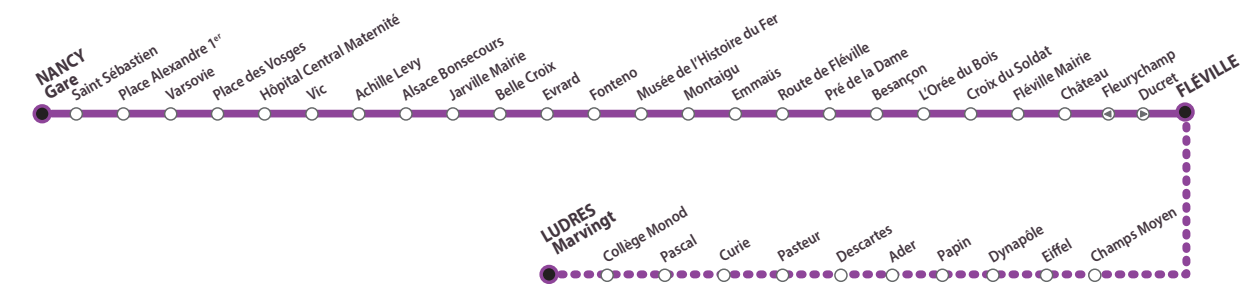 NANCY
Gare
Saint Sébastien
Place Alexandre 1er
Varsovie
Place des Vosges
Hôpital Central Maternité
Vic
Achille Levy
Alsace Bonsecours
Jarville Mairie
Belle Croix
Evrard
Fonteno
Musée de l'Histoire du Fer
Montaigu
Emmaüs
Route de Fléville
Pré de la Dame
Besançon
L'Orée du Bois
Croix du Soldat
Fléville Mairie
Château
Fleurychamp
Ducret
FLÉVILLE
LUDRES
Marvingt
Collège Monod
Pascal
Curie
Pasteur
Descartes
Ader
Papin
Dynapôle
Eiffel
Champs Moyen